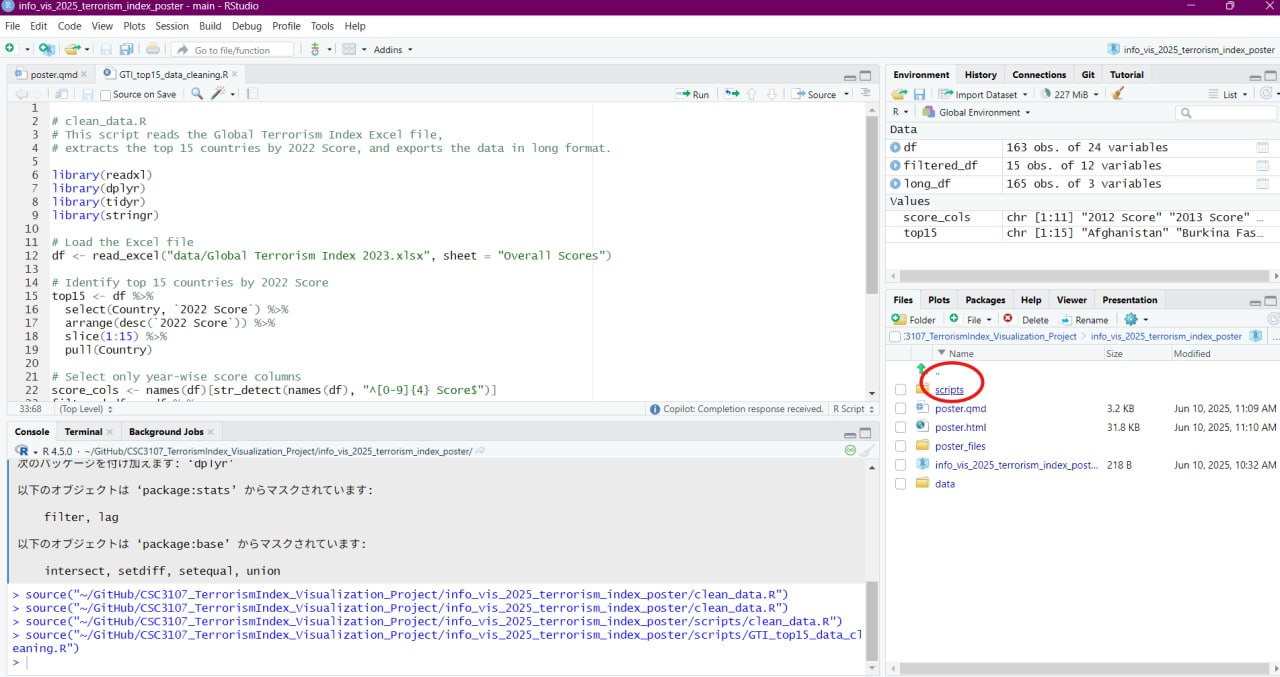 info_vis_2025_terrorism_index_poster - main - RStudio
File Edit Code View Plots Session Build Debug Profile Tools Help
Go to file/function Addins info_vis_2025_terrorism_index_poster
poster.qmd GTI_top15_data_cleaning.R
Source on Save Run Source
1
2 # clean_data.R
3 # This script reads the Global Terrorism Index Excel file,
4 # extracts the top 15 countries by 2022 Score, and exports the data in long format.
5
6 library(readxl)
7 library(dplyr)
8 library(tidyr)
9 library(stringr)
10
11 # Load the Excel file
12 df <- read_excel("data/Global Terrorism Index 2023.xlsx", sheet = "Overall Scores")
13
14 # Identify top 15 countries by 2022 Score
15 top15 <- df %>%
16 select(Country, `2022 Score`) %>%
17 arrange(desc(`2022 Score`)) %>%
18 slice(1:15) %>%
19 pull(Country)
20
21 # Select only year-wise score columns
22 score_cols <- names(df)[str_detect(names(df), "^[0-9]{4} Score$")]
33:68 (Top Level) Copilot: Completion response received. R Script
Console Terminal Background Jobs
R 4.5.0 · ~/GitHub/CSC3107_TerrorismIndex_Visualization_Project/info_vis_2025_terrorism_index_poster/
次のパッケージを付け加えます: ‘dplyr’
以下のオブジェクトは ‘package:stats’ からマスクされています:
filter, lag
以下のオブジェクトは ‘package:base’ からマスクされています:
intersect, setdiff, setequal, union
> source("~/GitHub/CSC3107_TerrorismIndex_Visualization_Project/info_vis_2025_terrorism_index_poster/clean_data.R")
> source("~/GitHub/CSC3107_TerrorismIndex_Visualization_Project/info_vis_2025_terrorism_index_poster/clean_data.R")
> source("~/GitHub/CSC3107_TerrorismIndex_Visualization_Project/info_vis_2025_terrorism_index_poster/scripts/clean_data.R")
> source("~/GitHub/CSC3107_TerrorismIndex_Visualization_Project/info_vis_2025_terrorism_index_poster/scripts/GTI_top15_data_cl
eaning.R")
>
Environment History Connections Git Tutorial
Import Dataset 227 MiB List
R Global Environment
Data
df 163 obs. of 24 variables
filtered_df 15 obs. of 12 variables
long_df 165 obs. of 3 variables
Values
score_cols chr [1:11] "2012 Score" "2013 Score" …
top15 chr [1:15] "Afghanistan" "Burkina Fas…
Files Plots Packages Help Viewer Presentation
Folder File Delete Rename
:3107_TerrorismIndex_Visualization_Project info_vis_2025_terrorism_index_poster ...
Name Size Modified
..
scripts
poster.qmd 3.2 KB Jun 10, 2025, 11:09 AM
poster.html 31.8 KB Jun 10, 2025, 11:10 AM
poster_files
info_vis_2025_terrorism_index_post... 218 B Jun 10, 2025, 10:32 AM
data